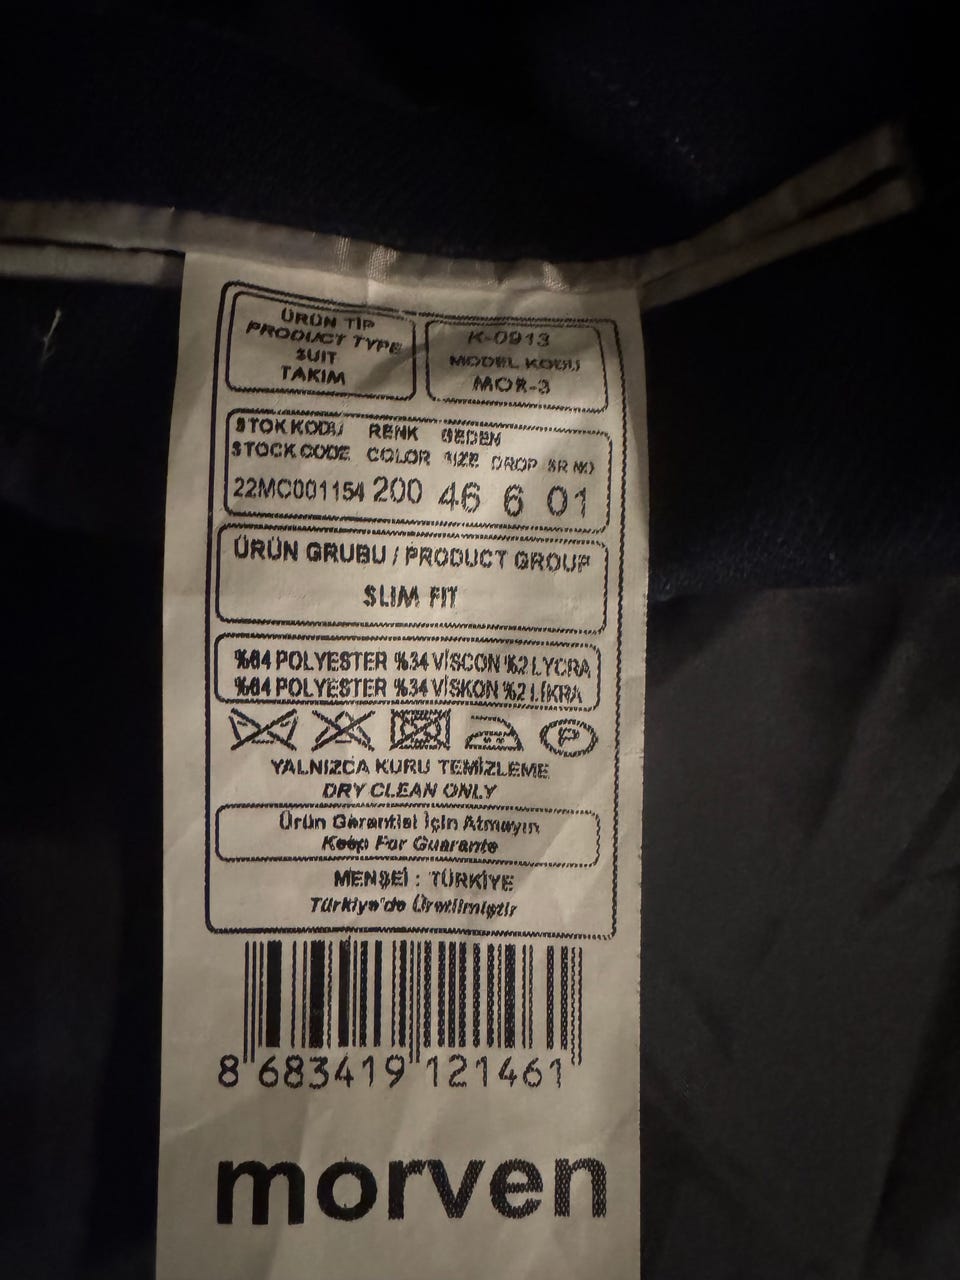 ÜRÜN TİP
PRODUCT TYPE
SUIT
TAKIM
K-0913
MODEL KODU
MOR-3
STOK KODU RENK BEDEN
STOCK CODE COLOR SIZE DROP SR NO
22MC001154 200 46 6 01
ÜRÜN GRUBU / PRODUCT GROUP
SLIM FIT
%64 POLYESTER %34 VİSCON %2 LYCRA
%64 POLYESTER %34 VİSKON %2 LİKRA
P
YALNIZCA KURU TEMİZLEME
DRY CLEAN ONLY
Ürün Garantisi İçin Atmayın
Keep For Guarante
MENŞEİ : TÜRKİYE
Türkiye'de Üretilmiştir
8 683419 121461
morven